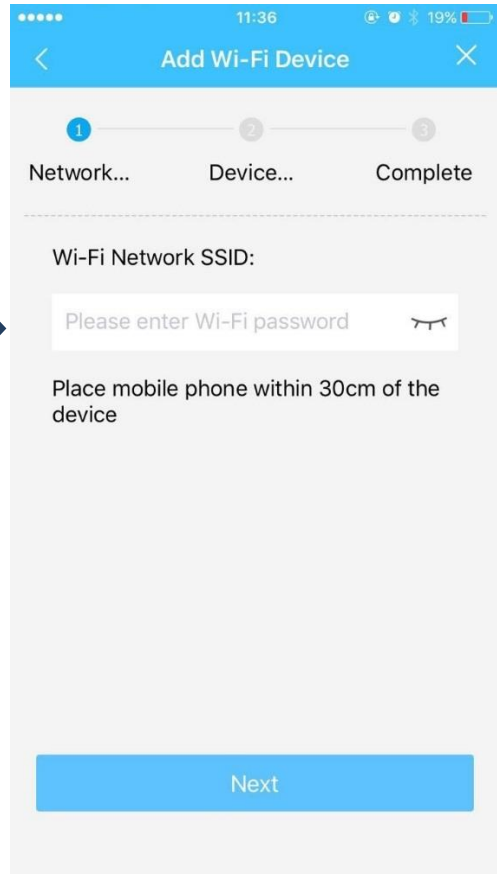 11:36 19%
Add Wi-Fi Device
1 2 3
Network... Device... Complete
Wi-Fi Network SSID:
Please enter Wi-Fi password
Place mobile phone within 30cm of the
device
Next